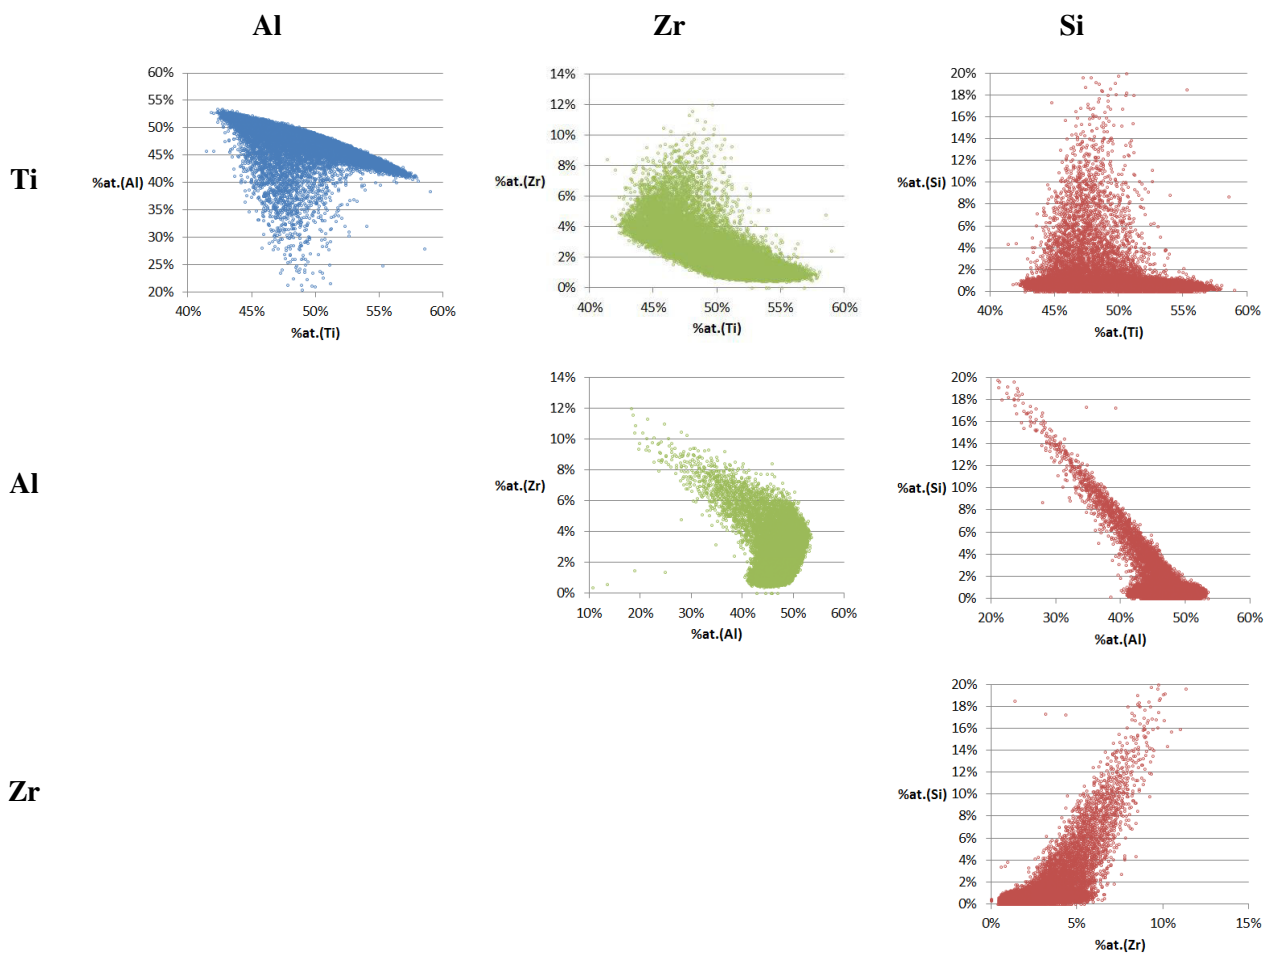 Al Zr Si
Ti
60%
55%
50%
45%
40%
35%
30%
25%
20%
%at.(Al)
40% 45% 50% 55% 60%
%at.(Ti)
14%
12%
10%
8%
6%
4%
2%
0%
%at.(Zr)
40% 45% 50% 55% 60%
%at.(Ti)
20%
18%
16%
14%
12%
10%
8%
6%
4%
2%
0%
%at.(Si)
40% 45% 50% 55% 60%
%at.(Ti)
Al
14%
12%
10%
8%
6%
4%
2%
0%
%at.(Zr)
10% 20% 30% 40% 50% 60%
%at.(Al)
20%
18%
16%
14%
12%
10%
8%
6%
4%
2%
0%
%at.(Si)
20% 30% 40% 50% 60%
%at.(Al)
Zr
20%
18%
16%
14%
12%
10%
8%
6%
4%
2%
0%
%at.(Si)
0% 5% 10% 15%
%at.(Zr)